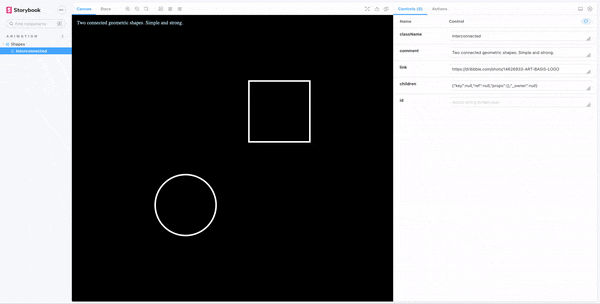 Storybook
Find components
ANIMATION
Shapes
Interconnected
Canvas
Docs
Two connected geometric shapes. Simple and strong.
Controls (5)
Actions
Name
Control
className
interconnected
comment
Two connected geometric shapes. Simple and strong.
link
https://dribbble.com/shots/14626933-ART-BASIS-LOGO
children
{"key":null,"ref":null,"props":{},"_owner":null}
id